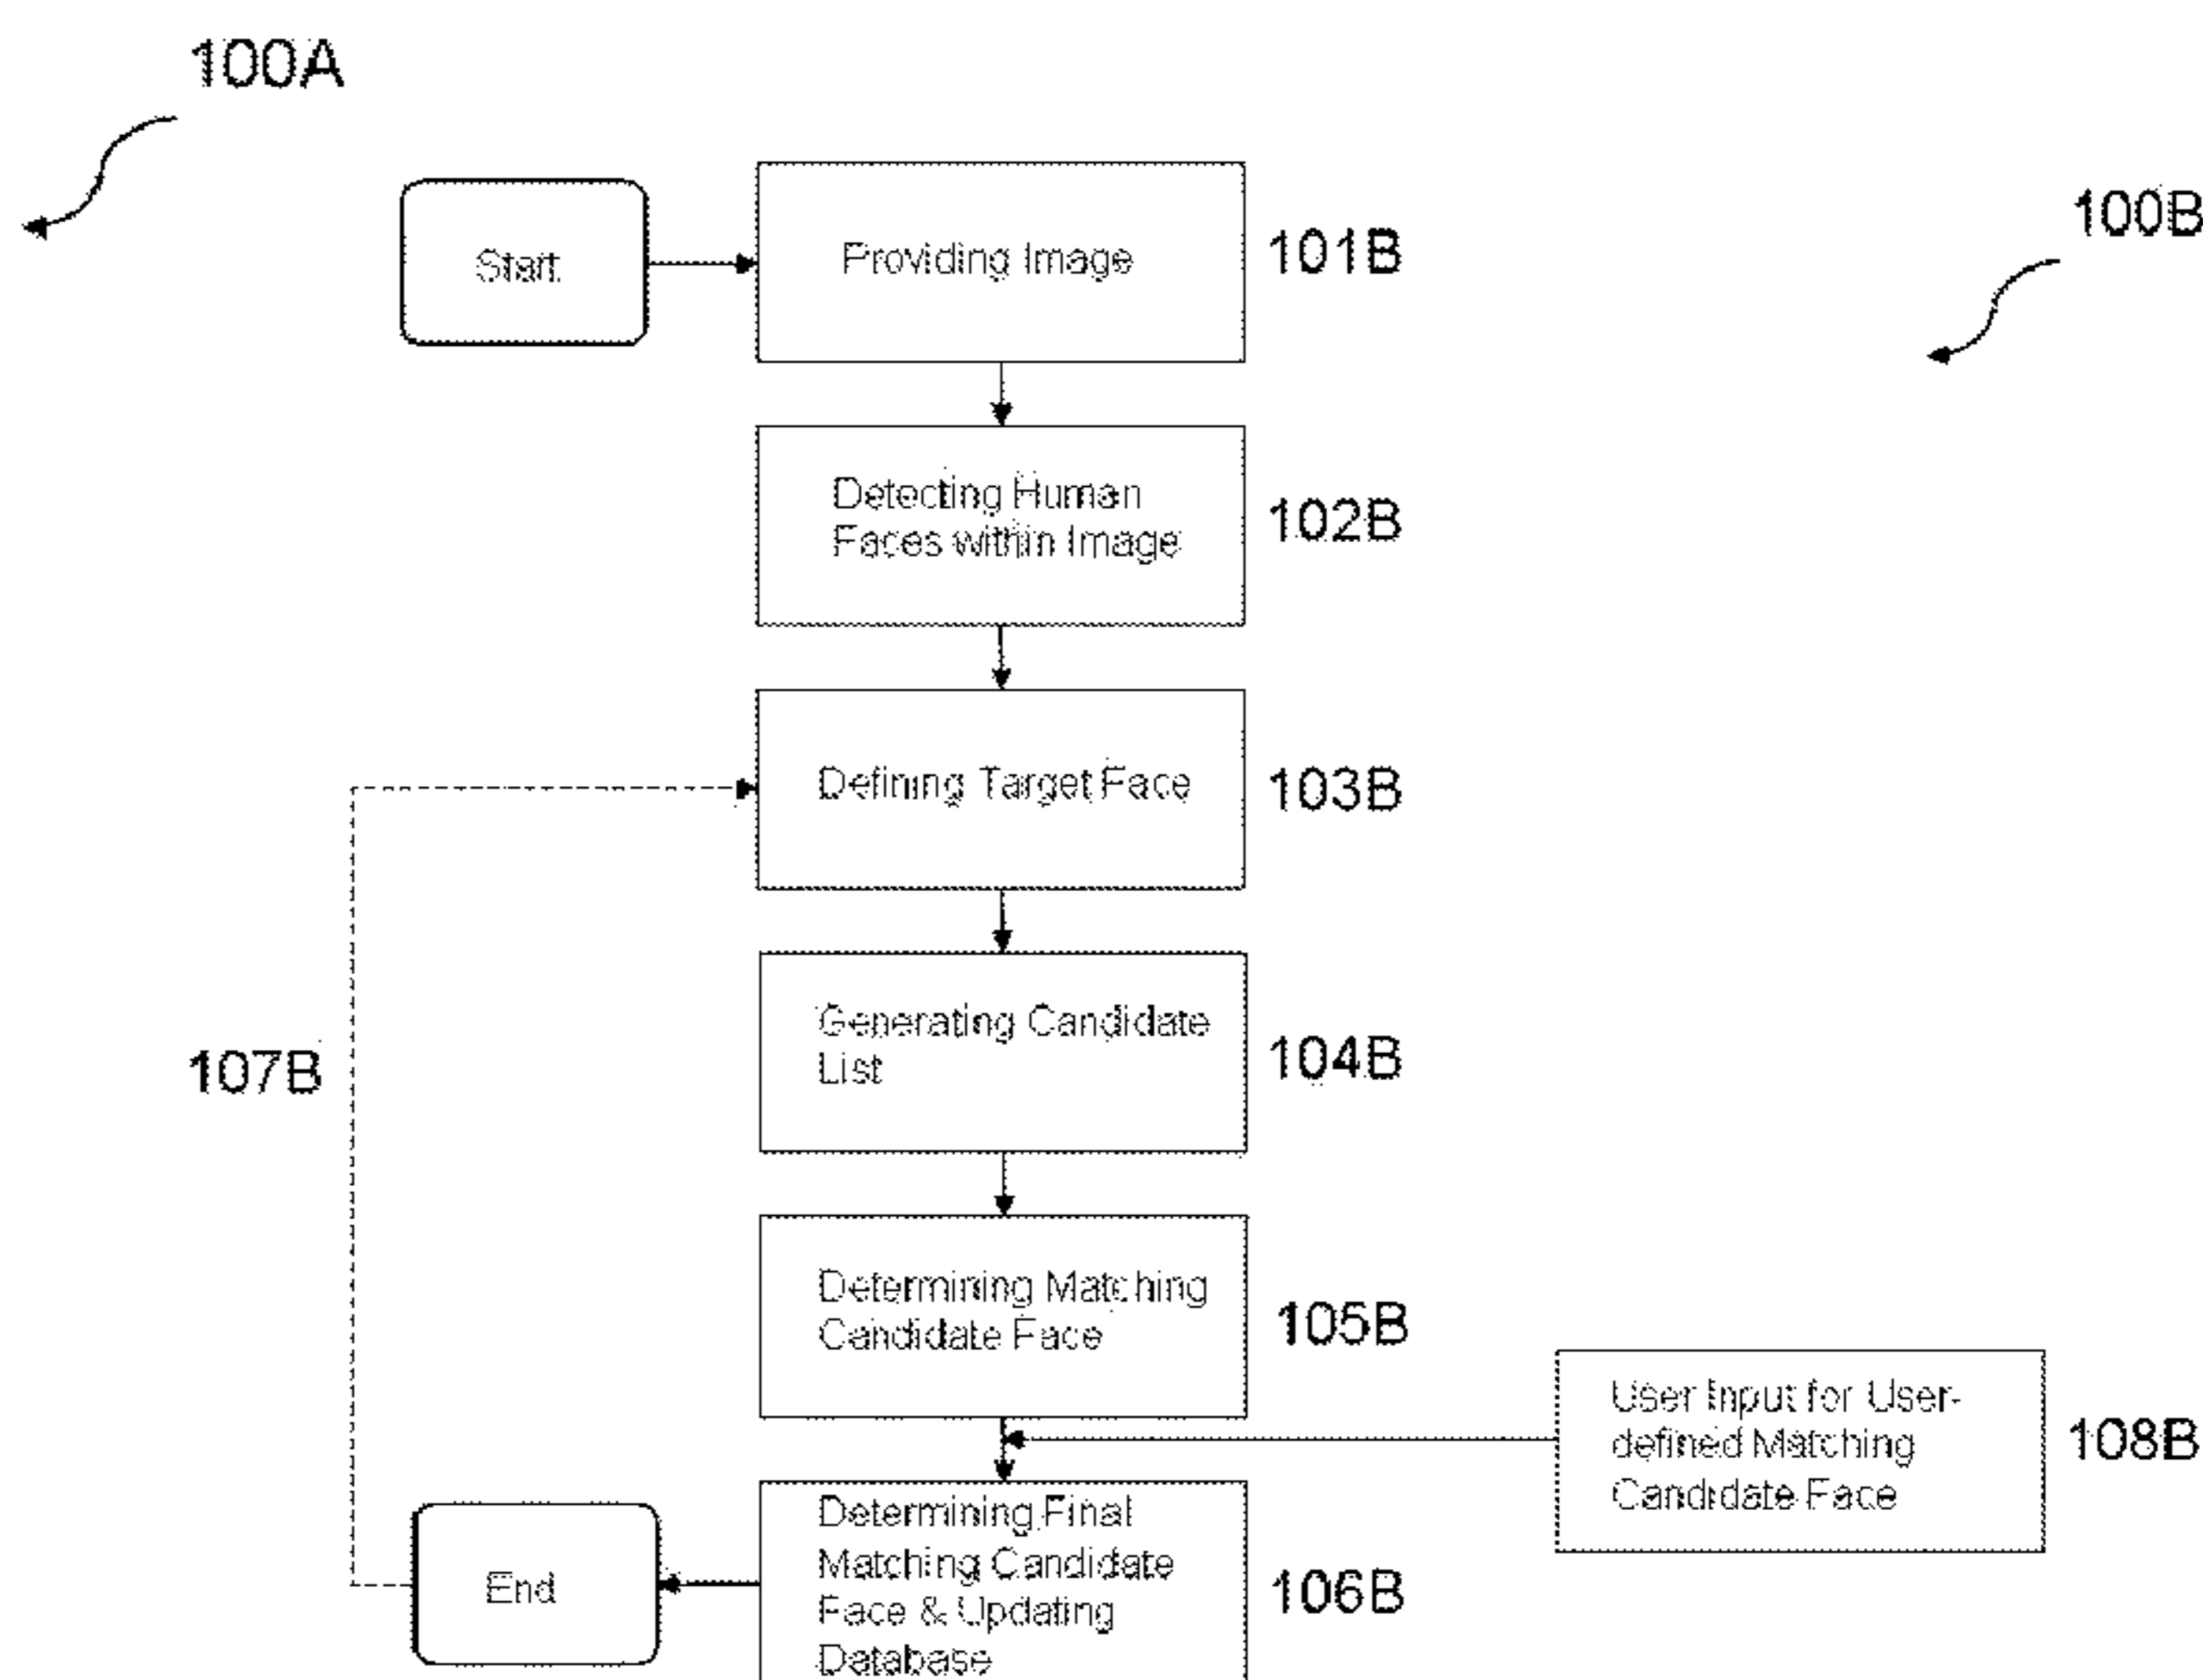 100A
100B
Start
Providing Image
101B
Detecting Human
Faces within Image
102B
Defining Target Face
103B
Generating Candidate
List
104B
107B
Determining Matching
Candidate Face
105B
User Input for User-
defined Matching
Candidate Face
108B
Determining Final
Matching Candidate
Face & Updating
Database
106B
End